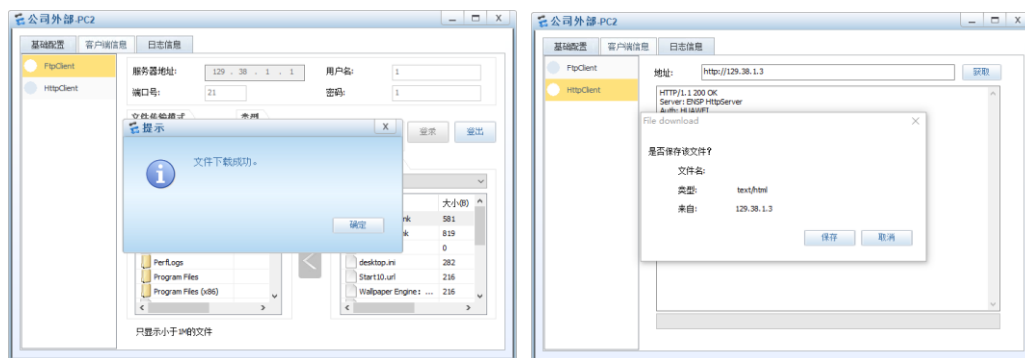 公司外部-PC2
基础配置 客户端信息 日志信息
FtpClient
HttpClient
服务器地址: 129 . 38 . 1 . 1 用户名: 1
端口号: 21 密码: 1
文件传输模式 类型
登录 登出
提示 X
文件下载成功。
确定
大小(B)
nk 581
k 819
0
PerfLogs desktop.ini 282
Program Files Start10.url 216
Program Files (x86) Wallpaper Engine: ... 216
只显示小于1M的文件
公司外部-PC2
基础配置 客户端信息 日志信息
FtpClient
HttpClient
地址: http://129.38.1.3 获取
HTTP/1.1 200 OK
Server: ENSP HttpServer
Auth: HUAWEI
File download
是否保存该文件?
文件名:
类型: text/html
来自: 129.38.1.3
保存 取消